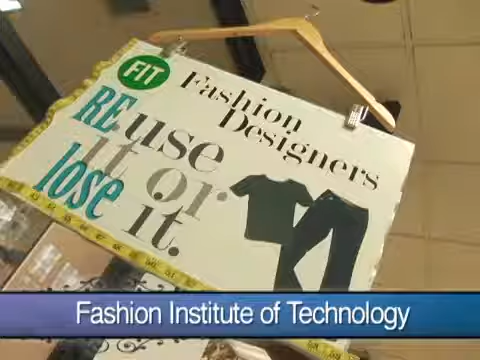 FIT
Fashion
Designers
REuse
it or
lose it.
Fashion Institute of Technology